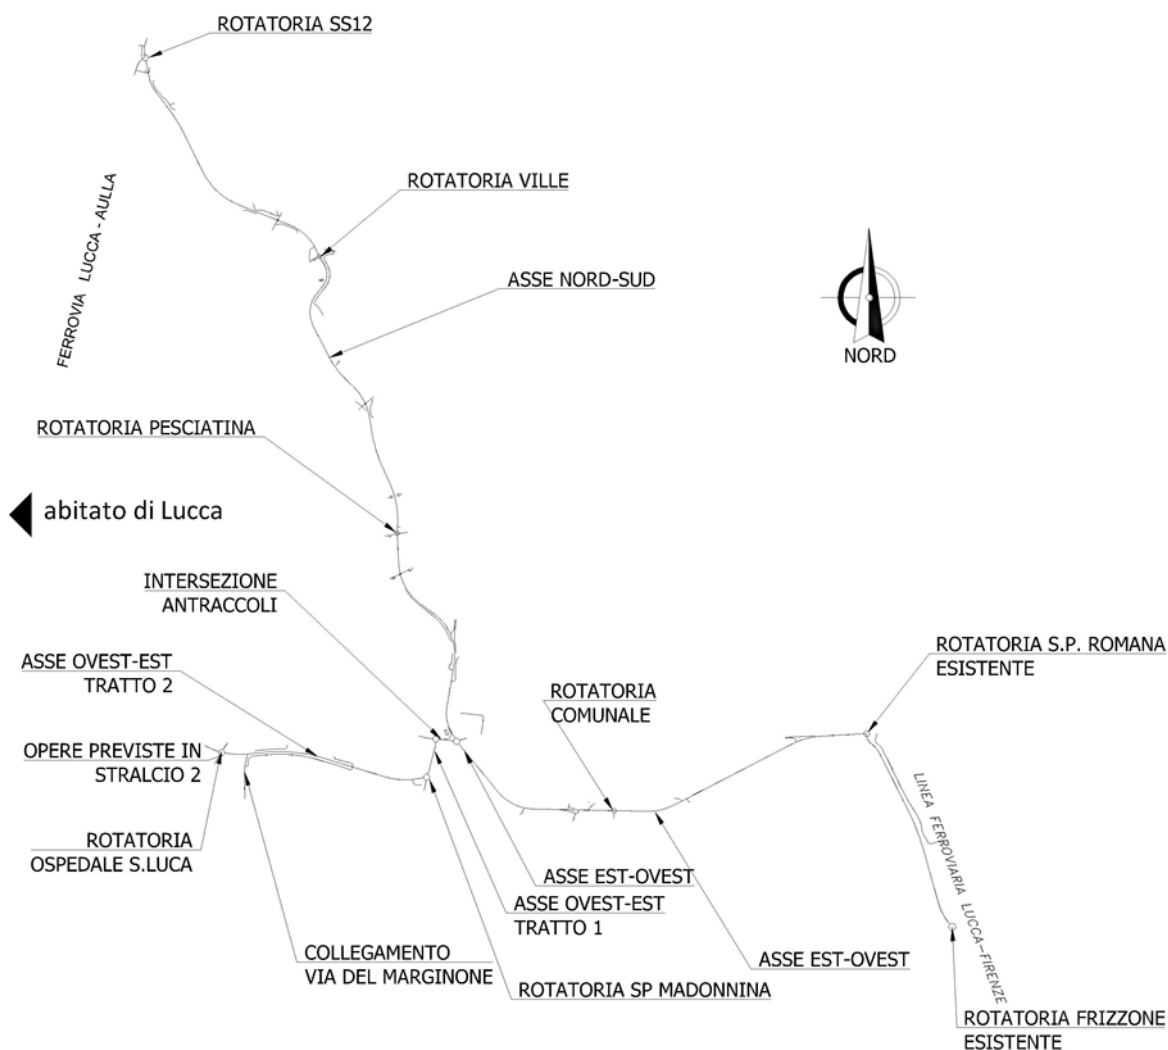 ROTATORIA SS12
ROTATORIA VILLE
FERROVIA LUCCA - AULLA
ASSE NORD-SUD
NORD
ROTATORIA PESCIATINA
abitato di Lucca
INTERSEZIONE
ANTRACCOLI
ROTATORIA S.P. ROMANA
ESISTENTE
ASSE OVEST-EST
TRATTO 2
ROTATORIA
COMUNALE
OPERE PREVISTE IN
STRALCIO 2
LINEA FERROVIARIA LUCCA-FIRENZE
ROTATORIA
OSPEDALE S.LUCA
ASSE EST-OVEST
ASSE OVEST-EST
TRATTO 1
COLLEGAMENTO
VIA DEL MARGINONE
ASSE EST-OVEST
ROTATORIA SP MADONNINA
ROTATORIA FRIZZONE
ESISTENTE